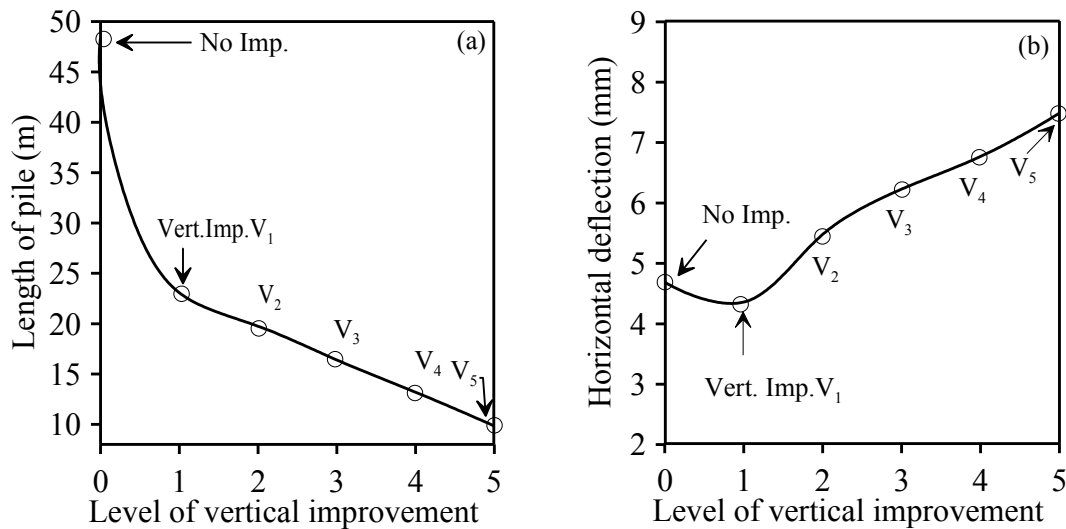 (a)
Length of pile (m)
50
45
40
35
30
25
20
15
10
No Imp.
Vert.Imp.V1
V2
V3
V4
V5
0 1 2 3 4 5
Level of vertical improvement
(b)
Horizontal deflection (mm)
9
8
7
6
5
4
3
2
No Imp.
Vert. Imp.V1
V2
V3
V4
V5
0 1 2 3 4 5
Level of vertical improvement